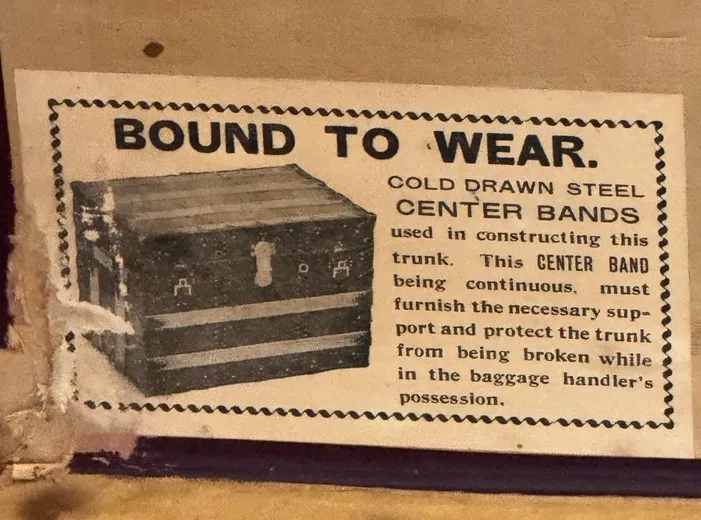 BOUND TO WEAR.
COLD DRAWN STEEL
CENTER BANDS
used in constructing this
trunk. This CENTER BAND
being continuous, must
furnish the necessary sup-
port and protect the trunk
from being broken while
in the baggage handler's
possession.